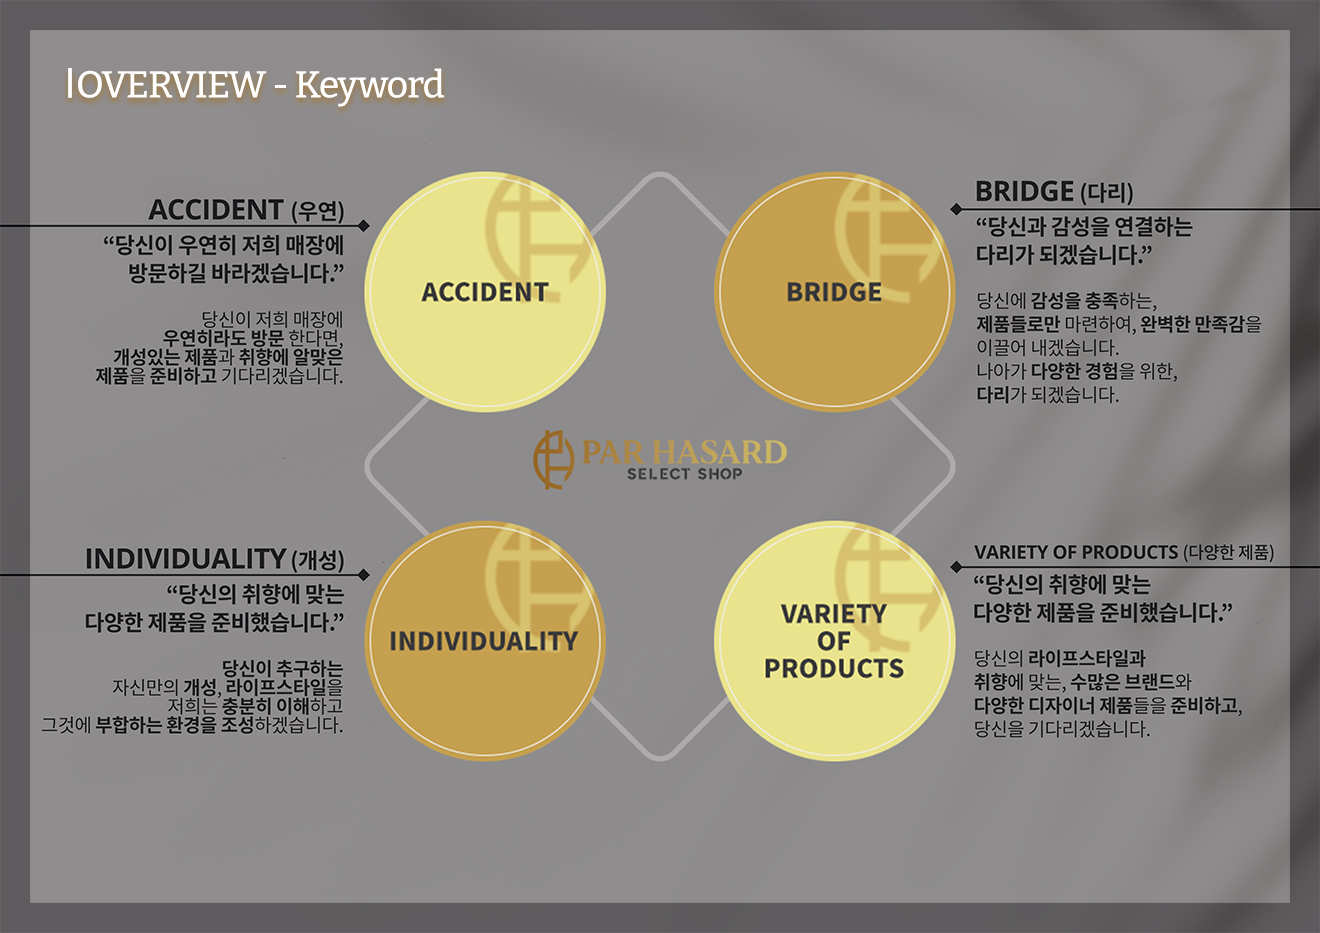 OVERVIEW - Keyword
ACCIDENT (우연)
“당신이 우연히 저희 매장에
방문하길 바라겠습니다.”
당신이 저희 매장에
우연히라도 방문 한다면,
개성있는 제품과 취향에 알맞은
제품을 준비하고 기다리겠습니다.
ACCIDENT
BRIDGE
BRIDGE (다리)
“당신과 감성을 연결하는
다리가 되겠습니다.”
당신에 감성을 충족하는,
제품들로만 마련하여, 완벽한 만족감을
이끌어 내겠습니다.
나아가 다양한 경험을 위한,
다리가 되겠습니다.
PAR HASARD
SELECT SHOP
INDIVIDUALITY (개성)
“당신의 취향에 맞는
다양한 제품을 준비했습니다.”
당신이 추구하는
자신만의 개성, 라이프스타일을
저희는 충분히 이해하고
그것에 부합하는 환경을 조성하겠습니다.
INDIVIDUALITY
VARIETY
OF
PRODUCTS
VARIETY OF PRODUCTS (다양한 제품)
“당신의 취향에 맞는
다양한 제품을 준비했습니다.”
당신의 라이프스타일과
취향에 맞는, 수많은 브랜드와
다양한 디자이너 제품들을 준비하고,
당신을 기다리겠습니다.